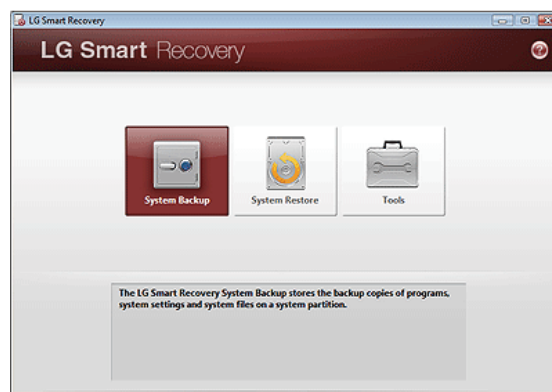 LG Smart Recovery
LG Smart Recovery
?
System Backup
System Restore
Tools
The LG Smart Recovery System Backup stores the backup copies of programs,
system settings and system files on a system partition.